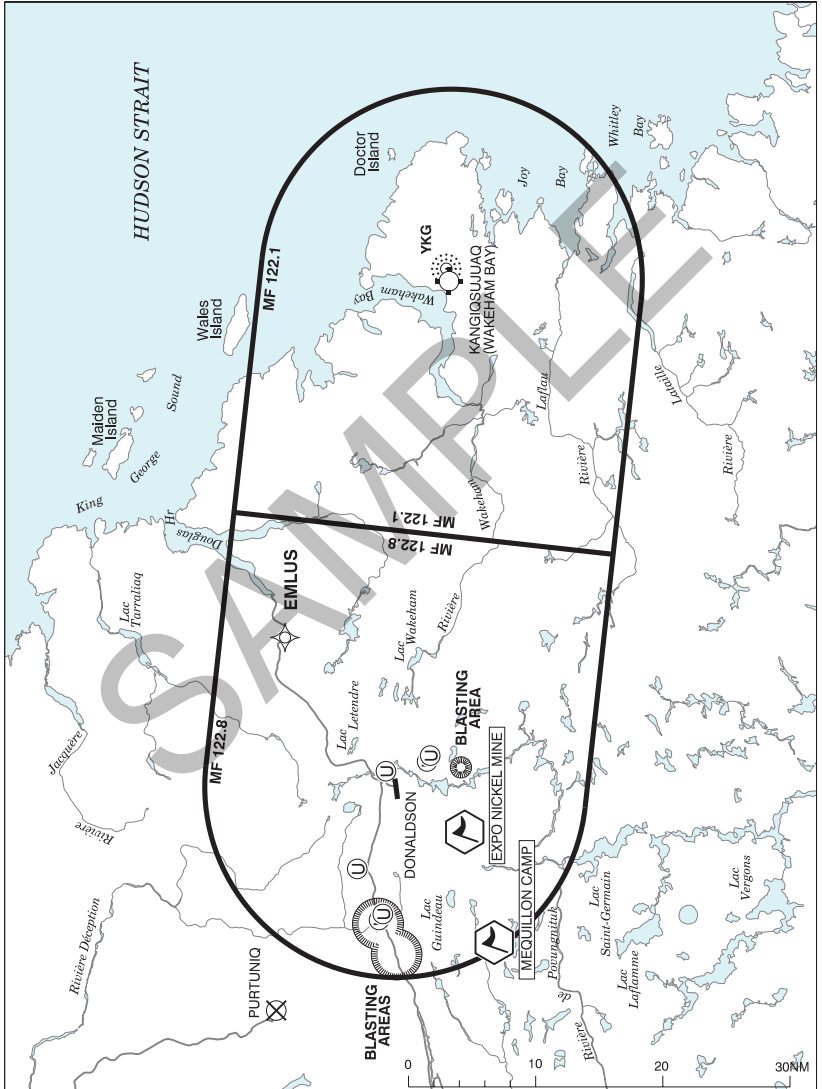 HUDSON STRAIT
Doctor
Island
Whitley
Bay
Joy
Bay
YKG
KANGIQSUJUAQ
(WAKEHAM BAY)
Wakeham
Bay
MF 122.1
Wales
Island
Maiden
Island
King
George
Sound
Laflau
Rivière
Lataille
Rivière
Wakeham
Rivière
MF 122.1
MF 122.8
Douglas
Hr
EMLUS
Lac
Tarraliaq
Lac
Wakeham
Lac
Letendre
MF 122.8
Jacquère
Rivière
BLASTING
AREA
U
U
U
U
DONALDSON
EXPO NICKEL MINE
MEQUILLON CAMP
Lac
Guindeau
Lac
Saint-Germain
Lac
Vergons
Lac
Laflamme
Povungnituk
de
Rivière
Rivière Déception
PURTUNIQ
BLASTING
AREAS
0
10
20
30NM
SAMPLE